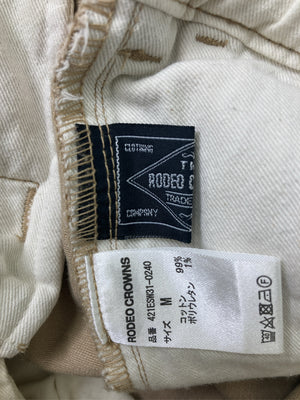 CLOTHING
RODEO
TRADE
COMPANY
RODEO CROWNS
品番 421ESW31-0240
サイズ M
コットン 99%
ポリウレタン 1%